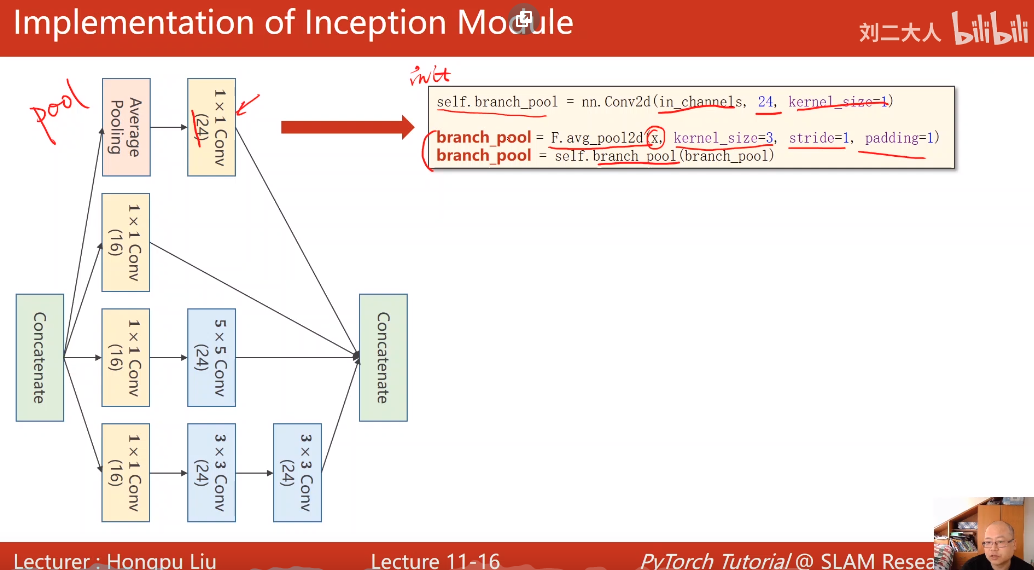 Implementation of Inception Module
刘二大人 bilibili
pool
Average Pooling
1 × 1 Conv
(24)
1 × 1 Conv
(16)
Concatenate
1 × 1 Conv
(16)
5 × 5 Conv
(24)
Concatenate
1 × 1 Conv
(16)
3 × 3 Conv
(24)
3 × 3 Conv
(24)
init
self.branch_pool = nn.Conv2d(in_channels, 24, kernel_size=1)
branch_pool = F.avg_pool2d(x, kernel_size=3, stride=1, padding=1)
branch_pool = self.branch_pool(branch_pool)
Lecturer : Hongpu Liu
Lecture 11-16
PyTorch Tutorial @ SLAM Resea